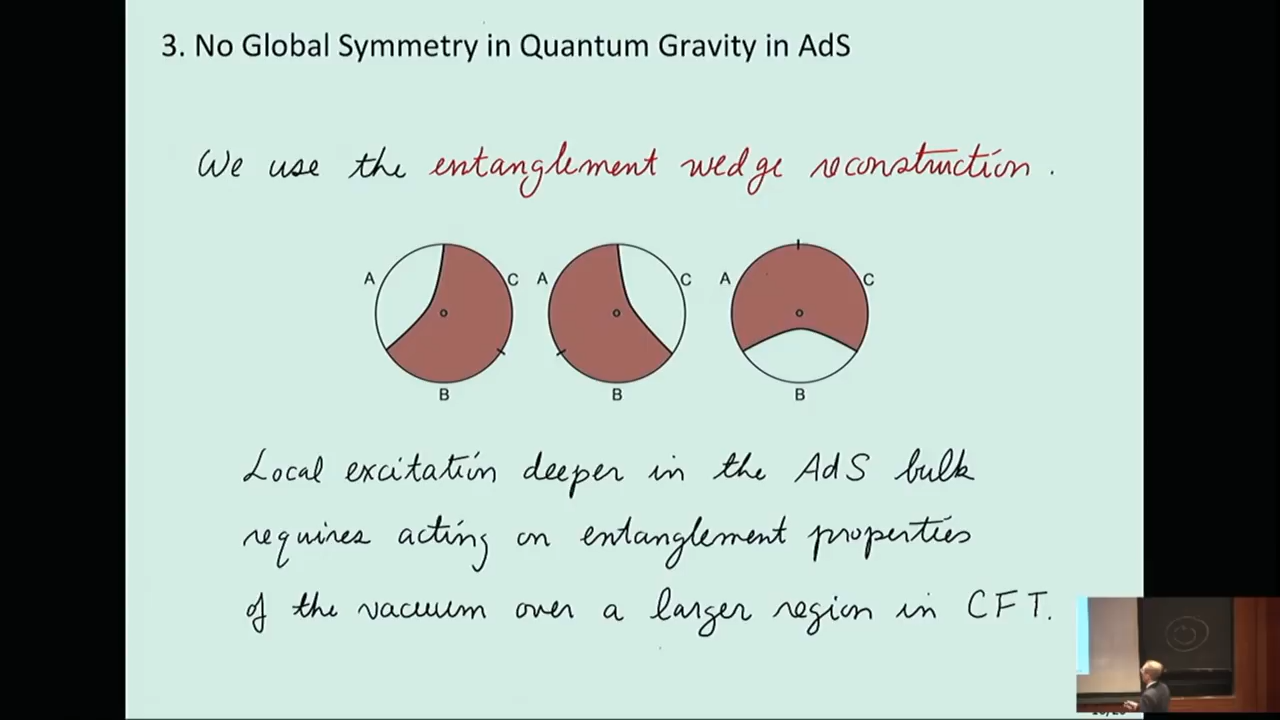 3. No Global Symmetry in Quantum Gravity in AdS
We use the entanglement wedge reconstruction.
A C A C A C
B B B
Local excitation deeper in the AdS bulk
requires acting on entanglement properties
of the vacuum over a larger region in CFT.